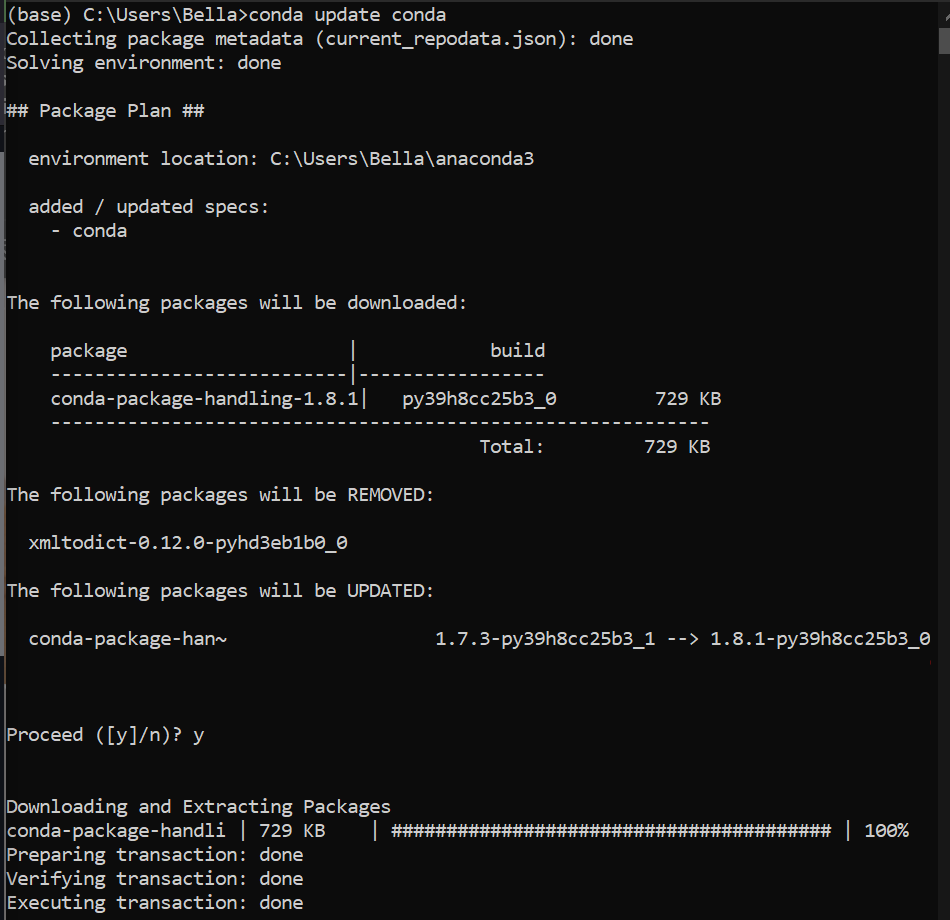 (base) C:\Users\Bella>conda update conda
Collecting package metadata (current_repodata.json): done
Solving environment: done
## Package Plan ##
environment location: C:\Users\Bella\anaconda3
added / updated specs:
- conda
The following packages will be downloaded:
package | build
---------------------------|-----------------
conda-package-handling-1.8.1| py39h8cc25b3_0 729 KB
------------------------------------------------------------
Total: 729 KB
The following packages will be REMOVED:
xmltodict-0.12.0-pyhd3eb1b0_0
The following packages will be UPDATED:
conda-package-han~ 1.7.3-py39h8cc25b3_1 --> 1.8.1-py39h8cc25b3_0
Proceed ([y]/n)? y
Downloading and Extracting Packages
conda-package-handli | 729 KB | ######################################## | 100%
Preparing transaction: done
Verifying transaction: done
Executing transaction: done